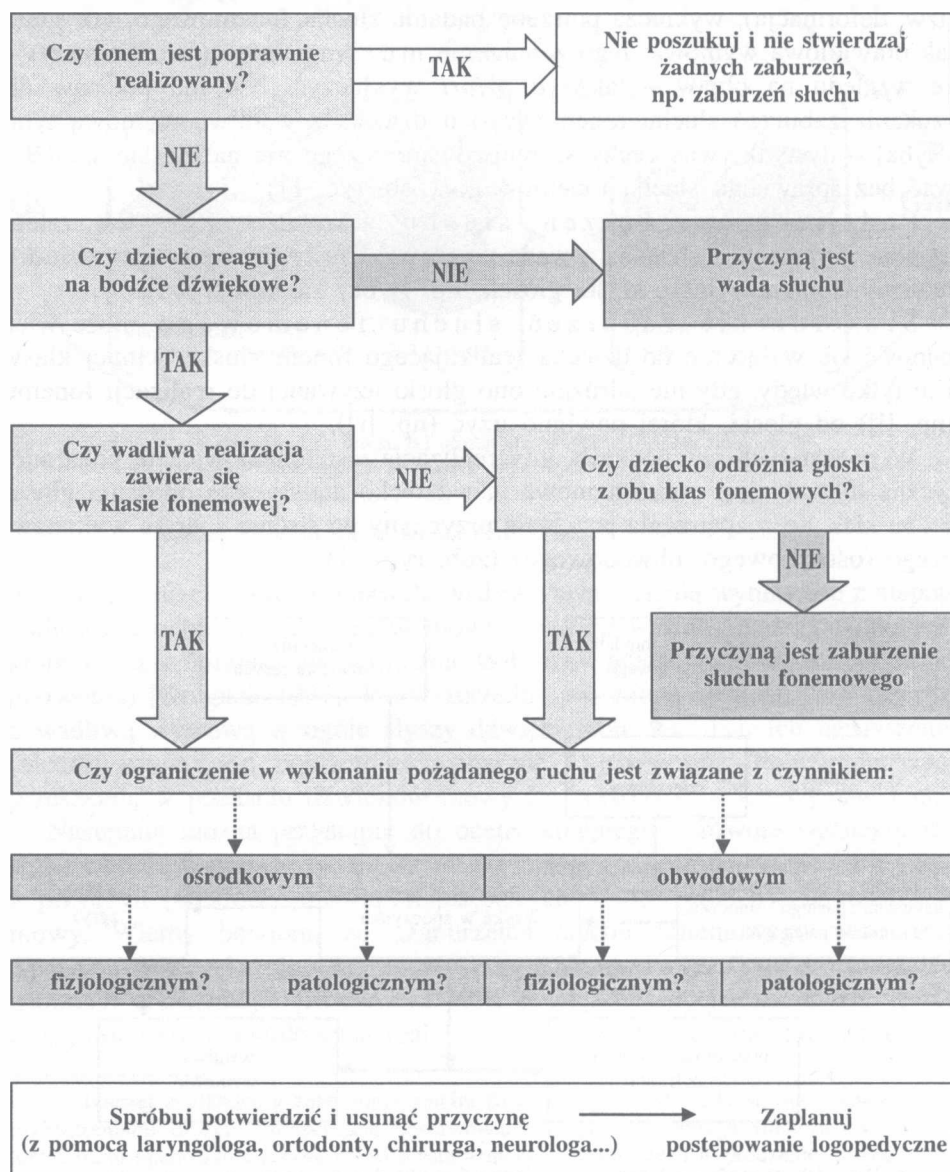 Czy fonem jest poprawnie
realizowany?
TAK
Nie poszukuj i nie stwierdzaj
żadnych zaburzeń,
np. zaburzeń słuchu
NIE
Czy dziecko reaguje
na bodźce dźwiękowe?
NIE
Przyczyną jest
wada słuchu
TAK
Czy wadliwa realizacja
zawiera się
w klasie fonemowej?
NIE
Czy dziecko odróżnia głoski
z obu klas fonemowych?
NIE
TAK
TAK
Przyczyną jest zaburzenie
słuchu fonemowego
Czy ograniczenie w wykonaniu pożądanego ruchu jest związane z czynnikiem:
ośrodkowym
obwodowym
fizjologicznym?
patologicznym?
fizjologicznym?
patologicznym?
Spróbuj potwierdzić i usunąć przyczynę
(z pomocą laryngologa, ortodonty, chirurga, neurologa...)
Zaplanuj
postępowanie logopedyczne